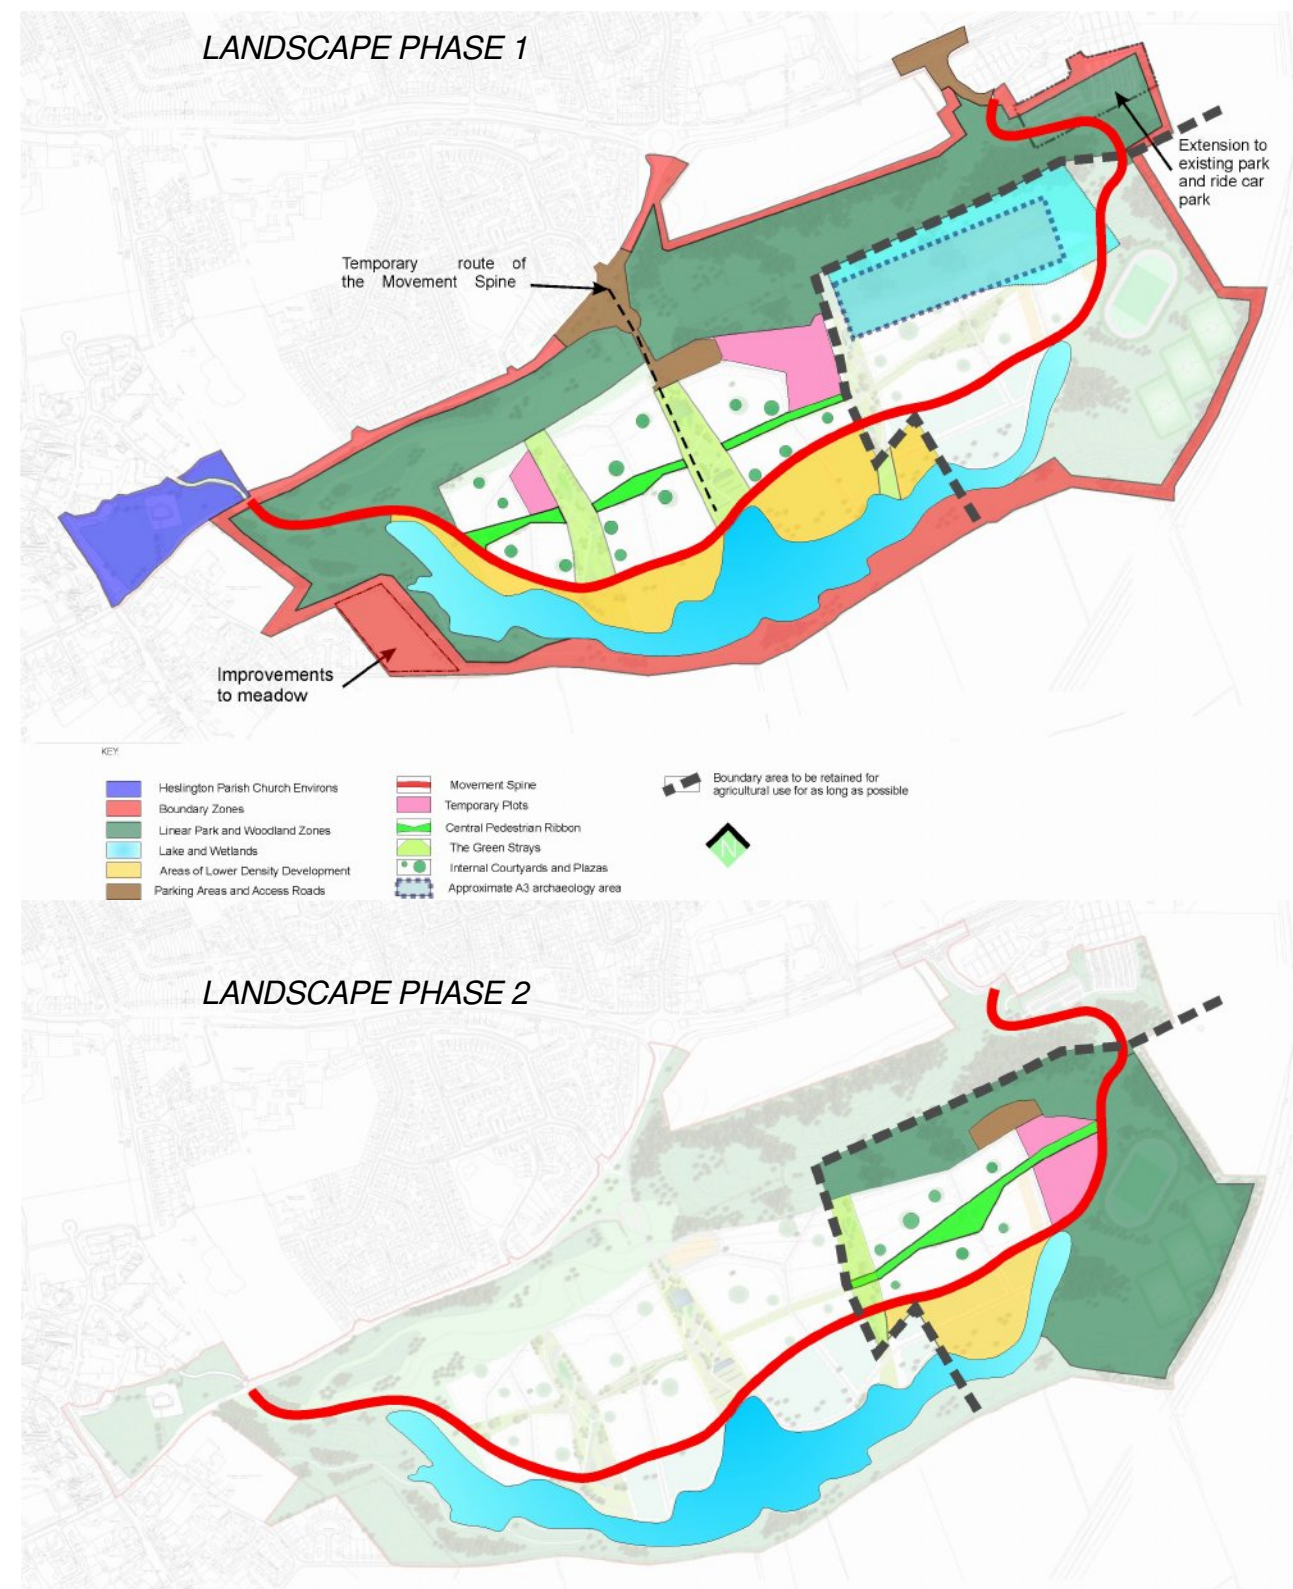 LANDSCAPE PHASE 1
Extension to
existing park
and ride car
park
Temporary route of
the Movement Spine
Improvements
to meadow
KEY:
Heslington Parish Church Environs
Boundary Zones
Linear Park and Woodland Zones
Lake and Wetlands
Areas of Lower Density Development
Parking Areas and Access Roads
Movement Spine
Temporary Plots
Central Pedestrian Ribbon
The Green Strays
Internal Courtyards and Plazas
Approximate A3 archaeology area
Boundary area to be retained for
agricultural use for as long as possible
N
LANDSCAPE PHASE 2